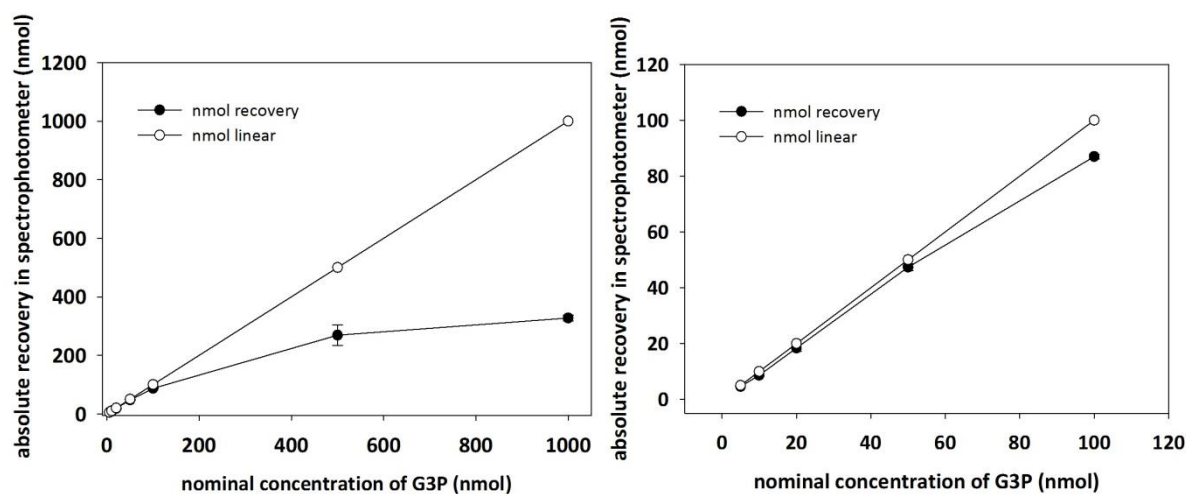 absolute recovery in spectrophotometer (nmol)
1200
1000
800
600
400
200
0
nmol recovery
nmol linear
0 200 400 600 800 1000
nominal concentration of G3P (nmol)
absolute recovery in spectrophotometer (nmol)
120
100
80
60
40
20
0
nmol recovery
nmol linear
0 20 40 60 80 100 120
nominal concentration of G3P (nmol)